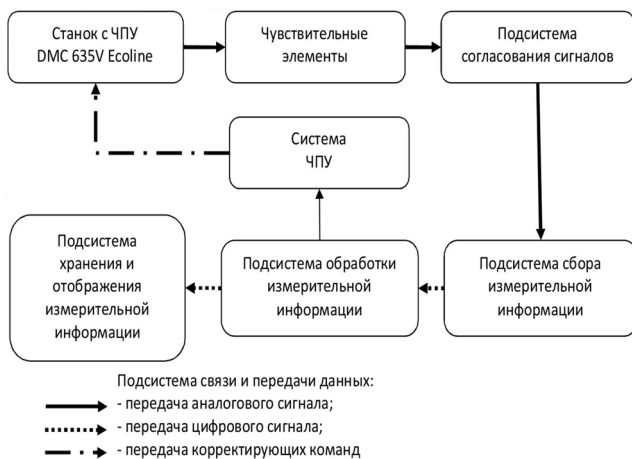 Станок с ЧПУ
DMC 635V Ecoline
Чувствительные
элементы
Подсистема
согласования сигналов
Система
ЧПУ
Подсистема
хранения и
отображения
измерительной
информации
Подсистема обработки
измерительной
информации
Подсистема сбора
измерительной
информации
Подсистема связи и передачи данных:
- передача аналогового сигнала;
- передача цифрового сигнала;
- передача корректирующих команд